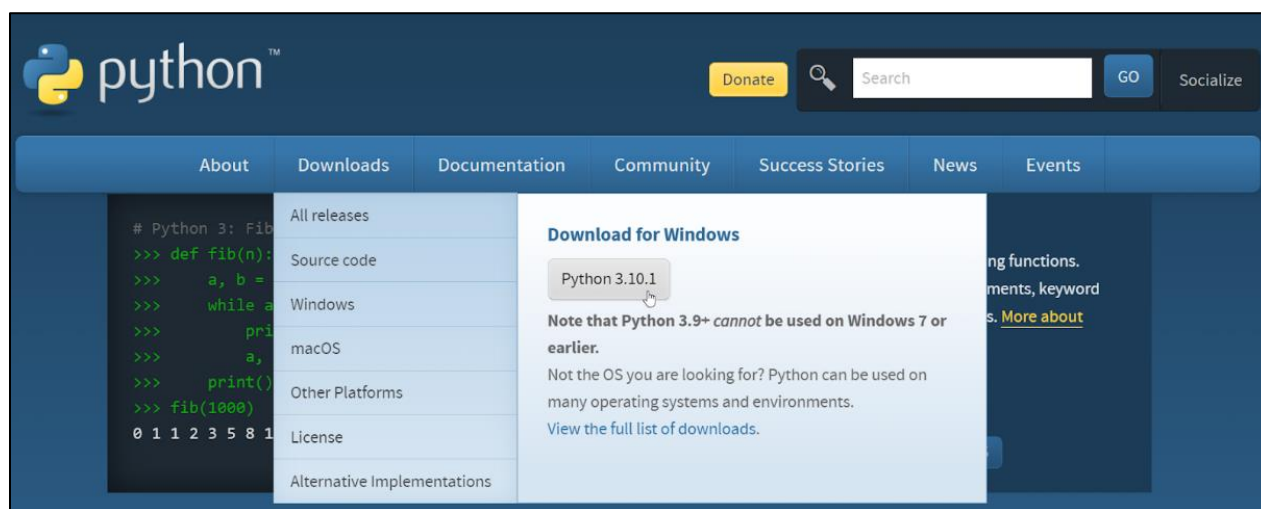 python™
Donate
Search
GO
Socialize
About
Downloads
Documentation
Community
Success Stories
News
Events
# Python 3: Fib
>>> def fib(n):
>>> a, b =
>>> while a
>>> pri
>>> a,
>>> print()
>>> fib(1000)
0 1 1 2 3 5 8 1
All releases
Source code
Windows
macOS
Other Platforms
License
Alternative Implementations
Download for Windows
Python 3.10.1
Note that Python 3.9+ cannot be used on Windows 7 or
earlier.
Not the OS you are looking for? Python can be used on
many operating systems and environments.
View the full list of downloads.
ng functions.
ments, keyword
s. More about